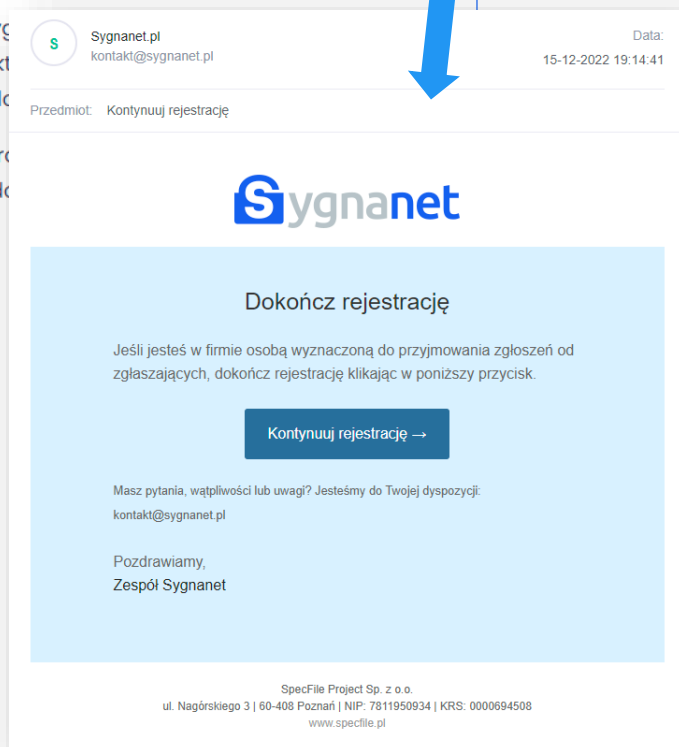 S
Sygnanet.pl
kontakt@sygnanet.pl
Data:
15-12-2022 19:14:41
Przedmiot: Kontynuuj rejestrację
Sygnanet
Dokończ rejestrację
Jeśli jesteś w firmie osobą wyznaczoną do przyjmowania zgłoszeń od
zgłaszających, dokończ rejestrację klikając w poniższy przycisk.
Kontynuuj rejestrację →
Masz pytania, wątpliwości lub uwagi? Jesteśmy do Twojej dyspozycji:
kontakt@sygnanet.pl
Pozdrawiamy,
Zespół Sygnanet
SpecFile Project Sp. z o.o.
ul. Nagórskiego 3 | 60-408 Poznań | NIP: 7811950934 | KRS: 0000694508
www.specfile.pl